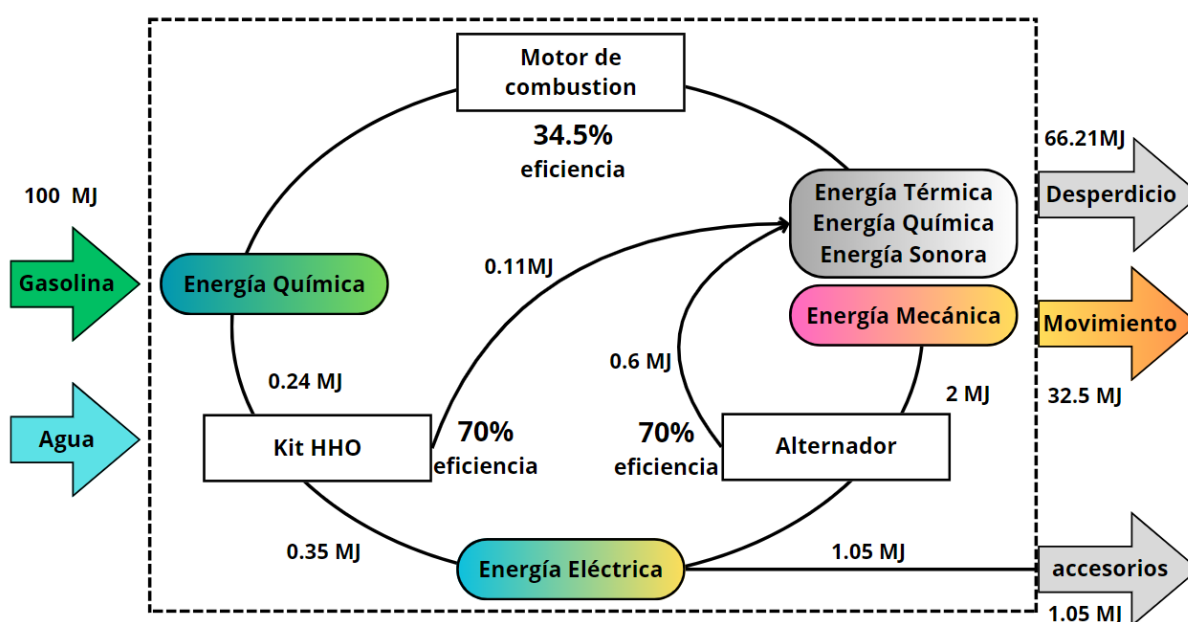 Motor de
combustion
34.5%
eficiencia
66.21MJ
100 MJ
Energía Térmica
Energía Química
Energía Sonora
Desperdicio
0.11MJ
Gasolina
Energía Química
Energía Mecánica
Movimiento
0.6 MJ
0.24 MJ
2 MJ
32.5 MJ
Agua
Kit HHO
70%
eficiencia
70%
eficiencia
Alternador
0.35 MJ
1.05 MJ
Energía Eléctrica
accesorios
1.05 MJ